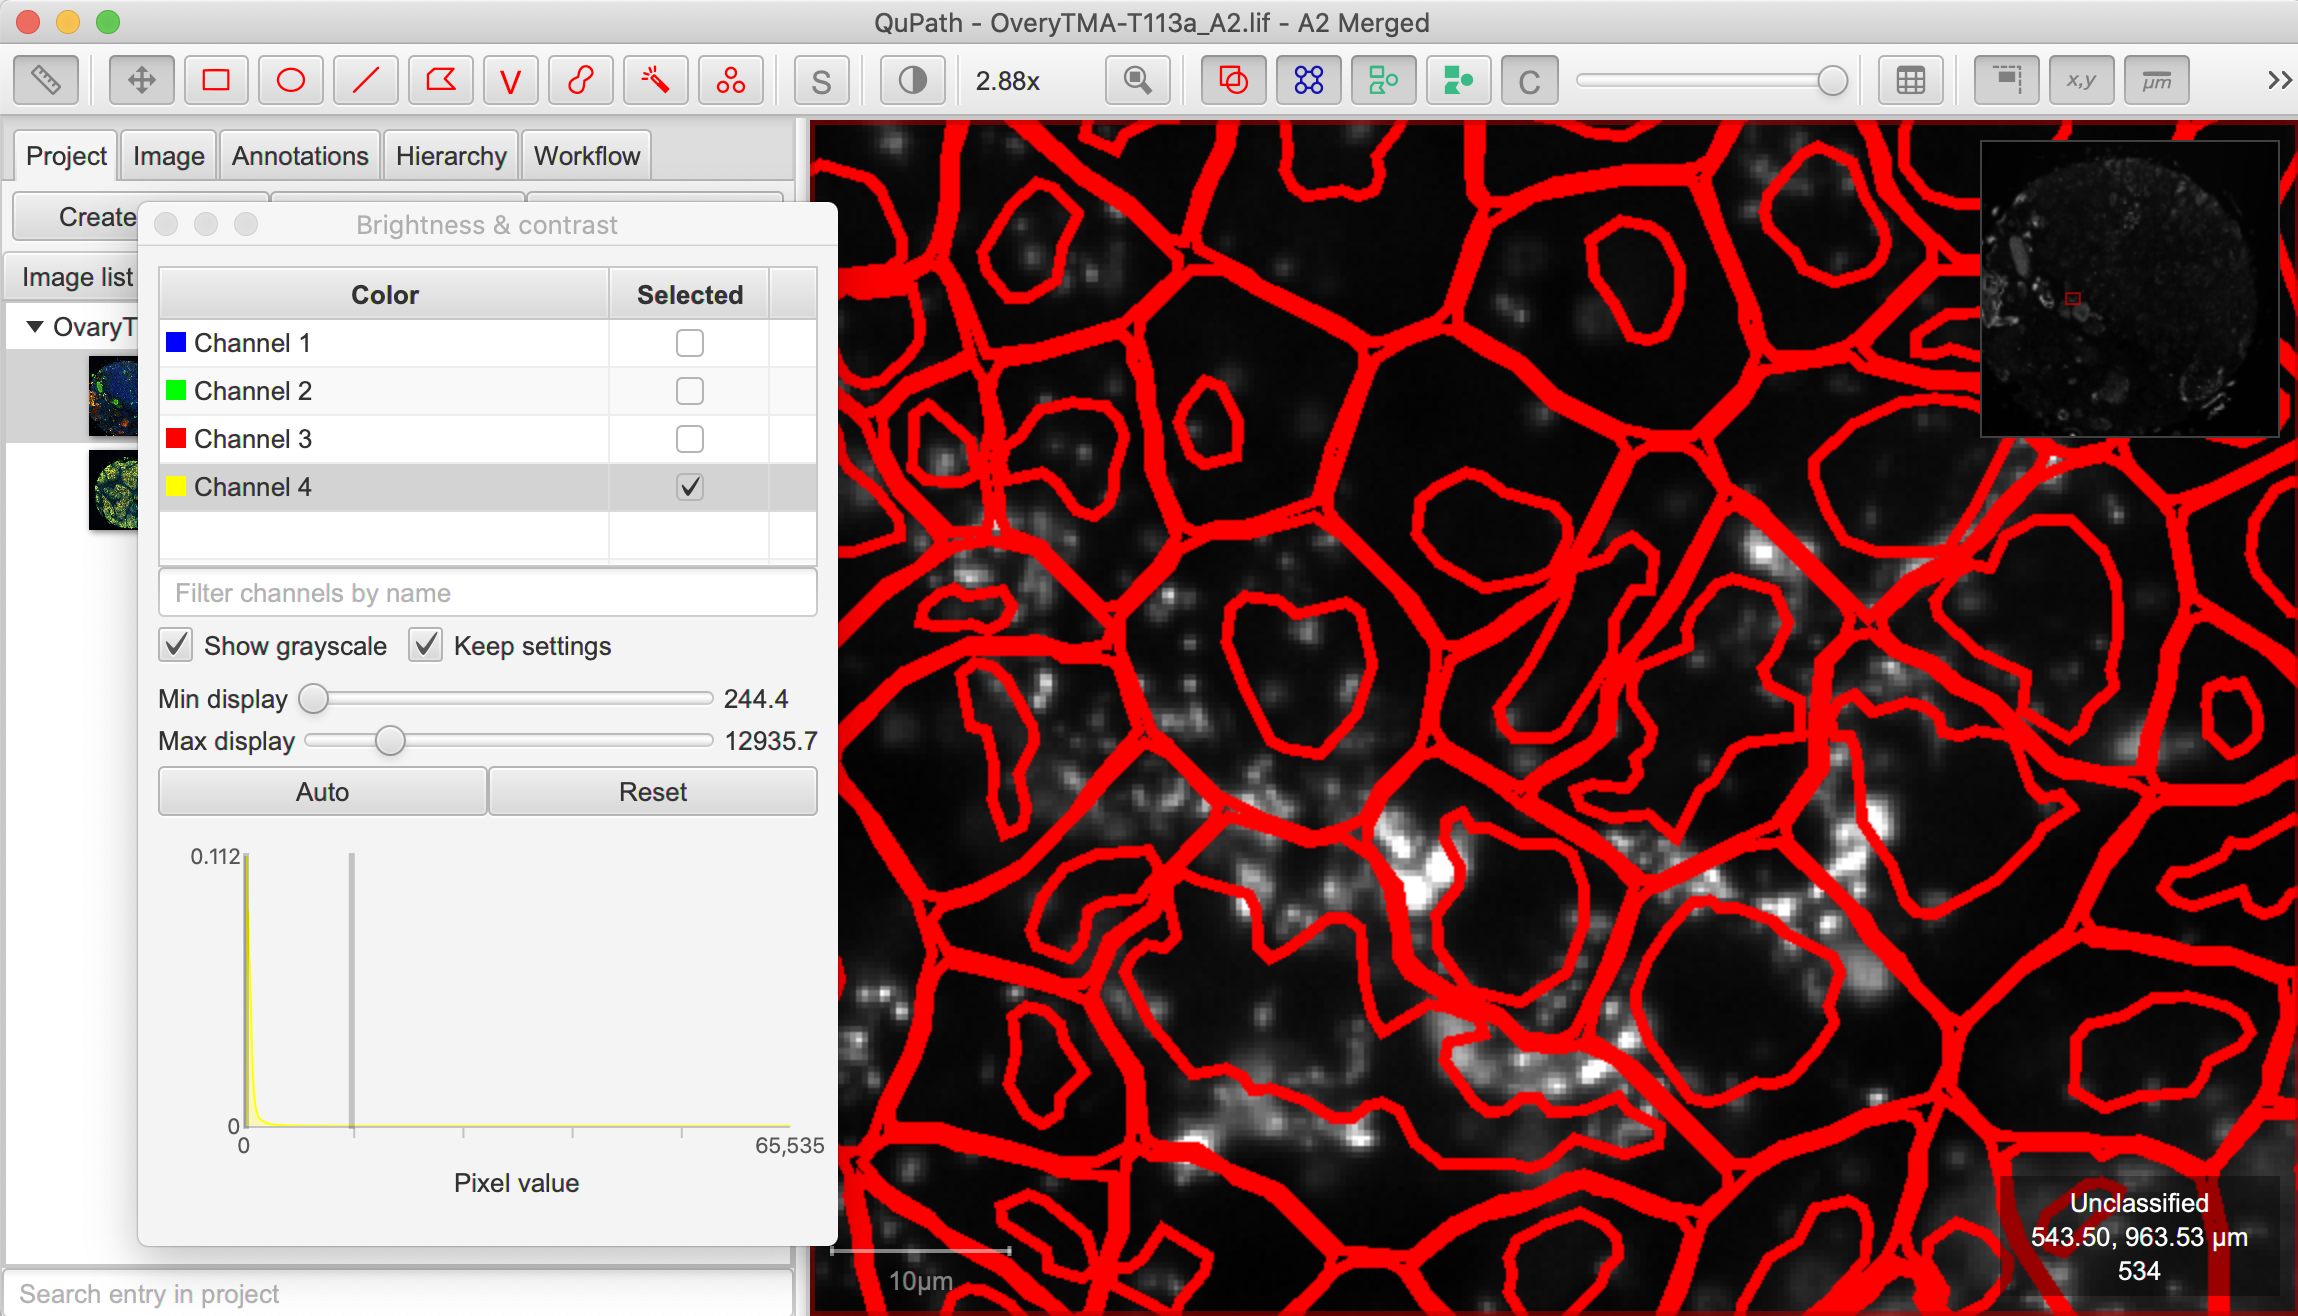 QuPath - OveryTMA-T113a_A2.lif - A2 Merged
V
S
2.88x
C
x,y
µm
Project Image Annotations Hierarchy Workflow
Create
Brightness & contrast
Image list
OvaryT
Color Selected
Channel 1
Channel 2
Channel 3
Channel 4
Filter channels by name
Show grayscale Keep settings
Min display 244.4
Max display 12935.7
Auto Reset
0.112
0
0 65,535
Pixel value
Search entry in project
10µm
Unclassified
543.50, 963.53 µm
534